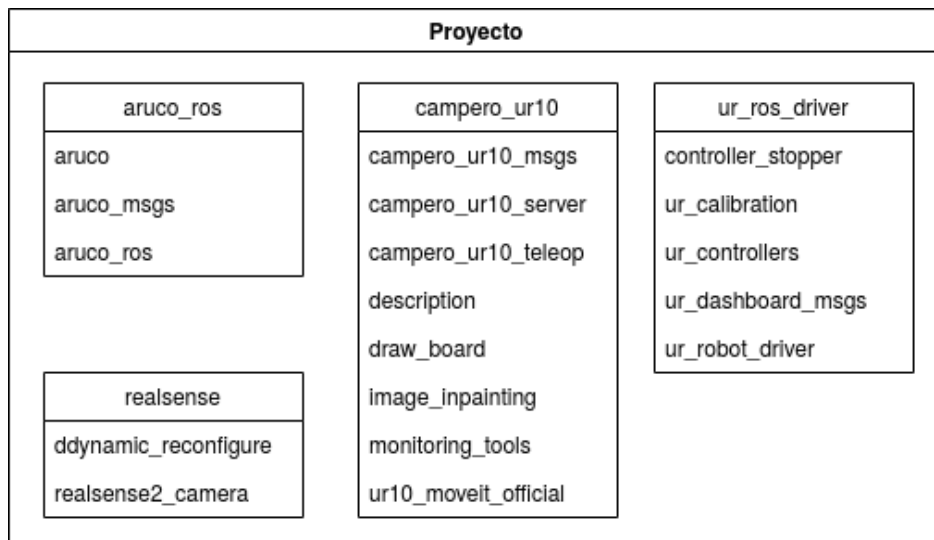 Proyecto
aruco_ros
aruco
aruco_msgs
aruco_ros
realsense
ddynamic_reconfigure
realsense2_camera
campero_ur10
campero_ur10_msgs
campero_ur10_server
campero_ur10_teleop
description
draw_board
image_inpainting
monitoring_tools
ur10_moveit_official
ur_ros_driver
controller_stopper
ur_calibration
ur_controllers
ur_dashboard_msgs
ur_robot_driver